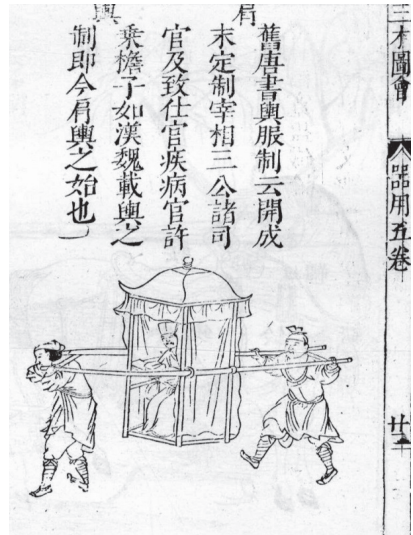 三才圖會 器用五卷 廿
肩輿
舊唐書輿服制云開成
末定制宰相三公諸司
官及致仕官疾病官許
乘檐子如漢魏載輿之
制即今肩輿之始也